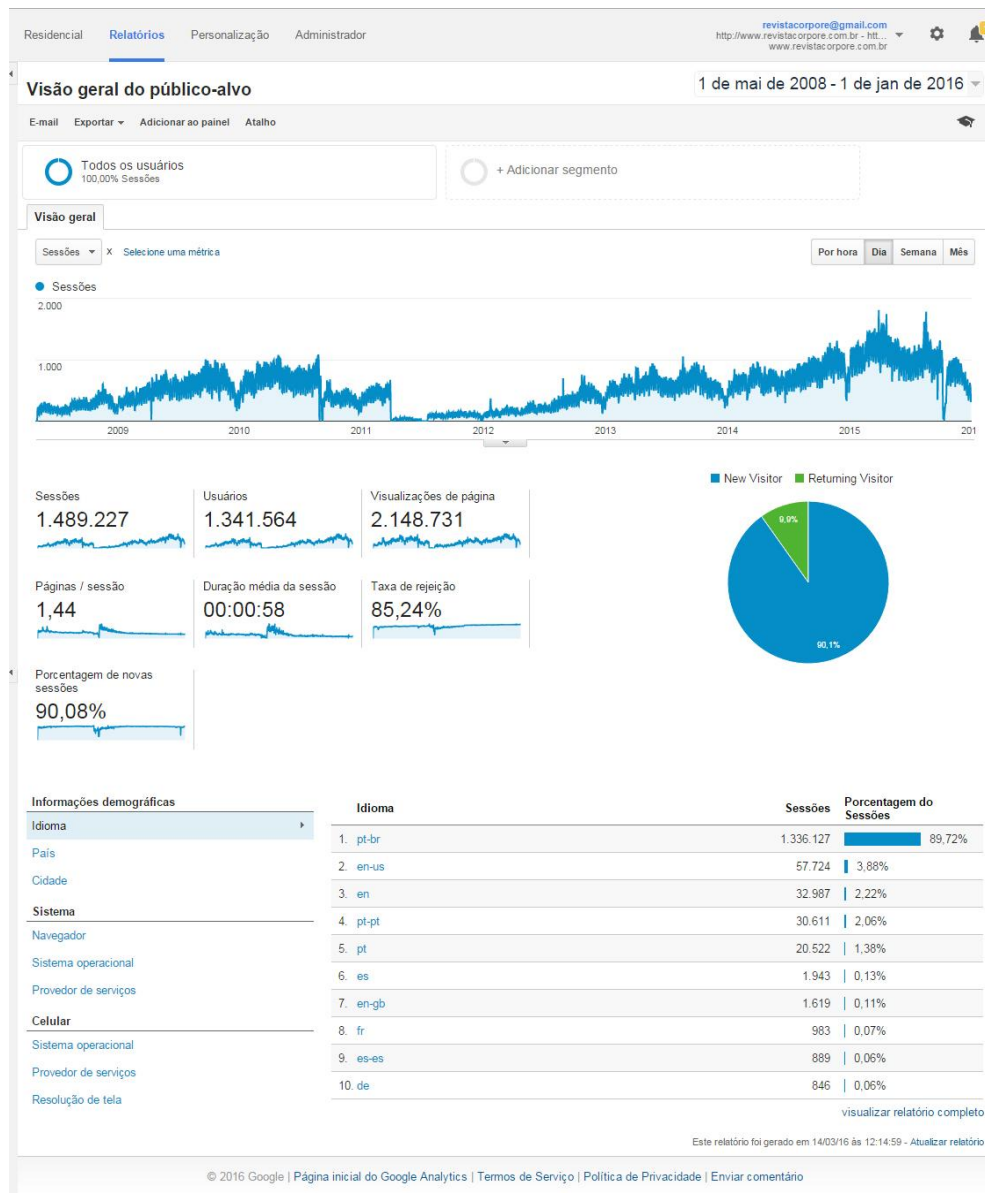 Residencial Relatórios Personalização Administrador
revistacorpore@gmail.com
http://www.revistacorpore.com.br - htt...
www.revistacorpore.com.br
Visão geral do público-alvo
1 de mai de 2008 - 1 de jan de 2016
E-mail Exportar Adicionar ao painel Atalho
Todos os usuários
100,00% Sessões
+ Adicionar segmento
Visão geral
Sessões X Selecione uma métrica
Por hora Dia Semana Mês
Sessões
2.000
1.000
2009 2010 2011 2012 2013 2014 2015 201
New Visitor Returning Visitor
9,9%
90,1%
Sessões
1.489.227
Usuários
1.341.564
Visualizações de página
2.148.731
Páginas / sessão
1,44
Duração média da sessão
00:00:58
Taxa de rejeição
85,24%
Porcentagem de novas
sessões
90,08%
Informações demográficas
Idioma
País
Cidade
Sistema
Navegador
Sistema operacional
Provedor de serviços
Celular
Sistema operacional
Provedor de serviços
Resolução de tela
Idioma Sessões Porcentagem do
Sessões
1. pt-br 1.336.127 89,72%
2. en-us 57.724 3,88%
3. en 32.987 2,22%
4. pt-pt 30.611 2,06%
5. pt 20.522 1,38%
6. es 1.943 0,13%
7. en-gb 1.619 0,11%
8. fr 983 0,07%
9. es-es 889 0,06%
10. de 846 0,06%
visualizar relatório completo
Este relatório foi gerado em 14/03/16 às 12:14:59 - Atualizar relatório
© 2016 Google | Página inicial do Google Analytics | Termos de Serviço | Política de Privacidade | Enviar comentário